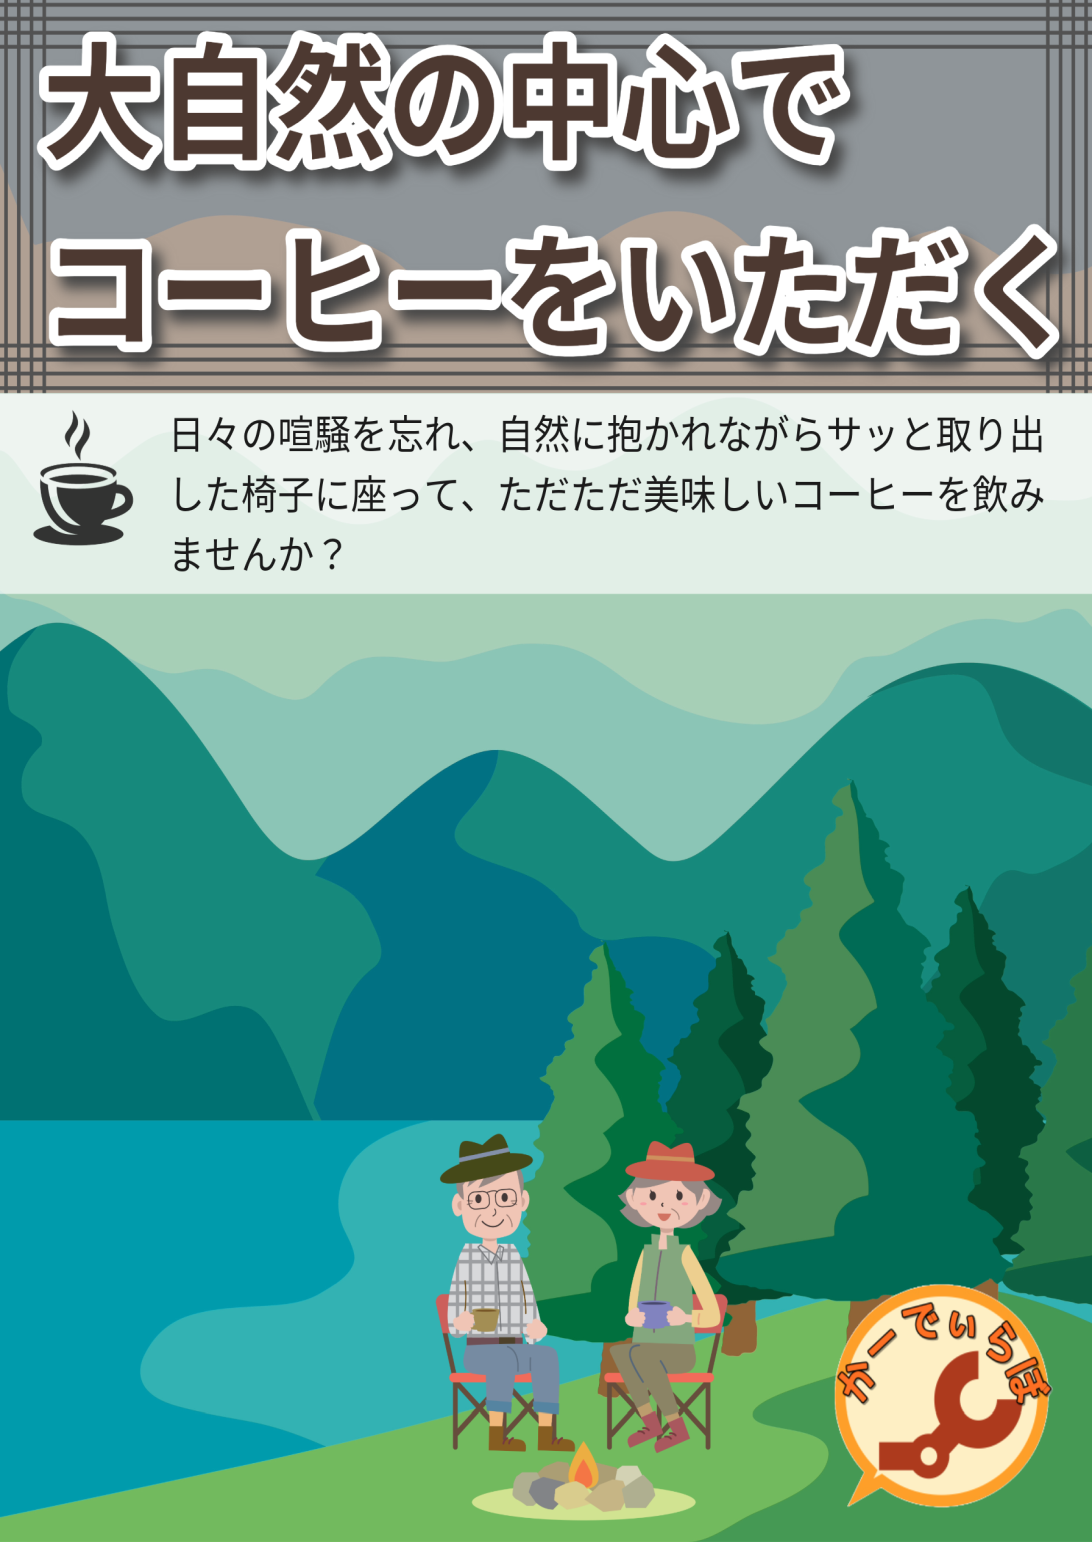 大自然の中心で
コーヒーをいただく
日々の喧騒を忘れ、自然に抱かれながらサッと取り出
した椅子に座って、ただただ美味しいコーヒーを飲み
ませんか？
かーでぃらぼ